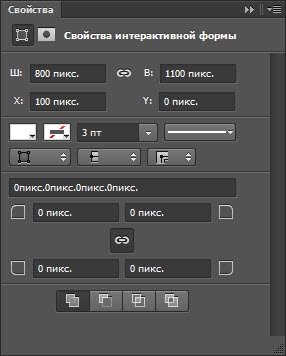 Свойства
Свойства интерактивной формы
Ш: 800 пикс. В: 1100 пикс.
X: 100 пикс. Y: 0 пикс.
3 пт
0пикс.0пикс.0пикс.0пикс.
0 пикс. 0 пикс.
0 пикс. 0 пикс.